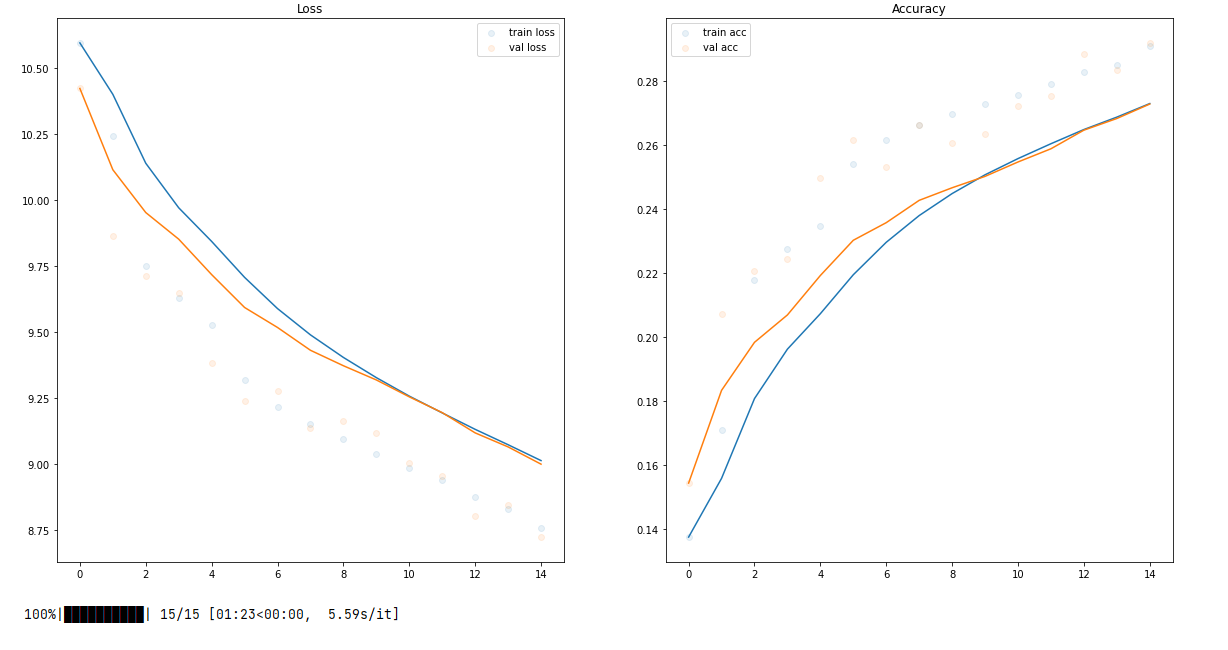 Loss
train loss
val loss
10.50
10.25
10.00
9.75
9.50
9.25
9.00
8.75
0 2 4 6 8 10 12 14
Accuracy
train acc
val acc
0.28
0.26
0.24
0.22
0.20
0.18
0.16
0.14
0 2 4 6 8 10 12 14
100%|██████████| 15/15 [01:23<00:00, 5.59s/it]